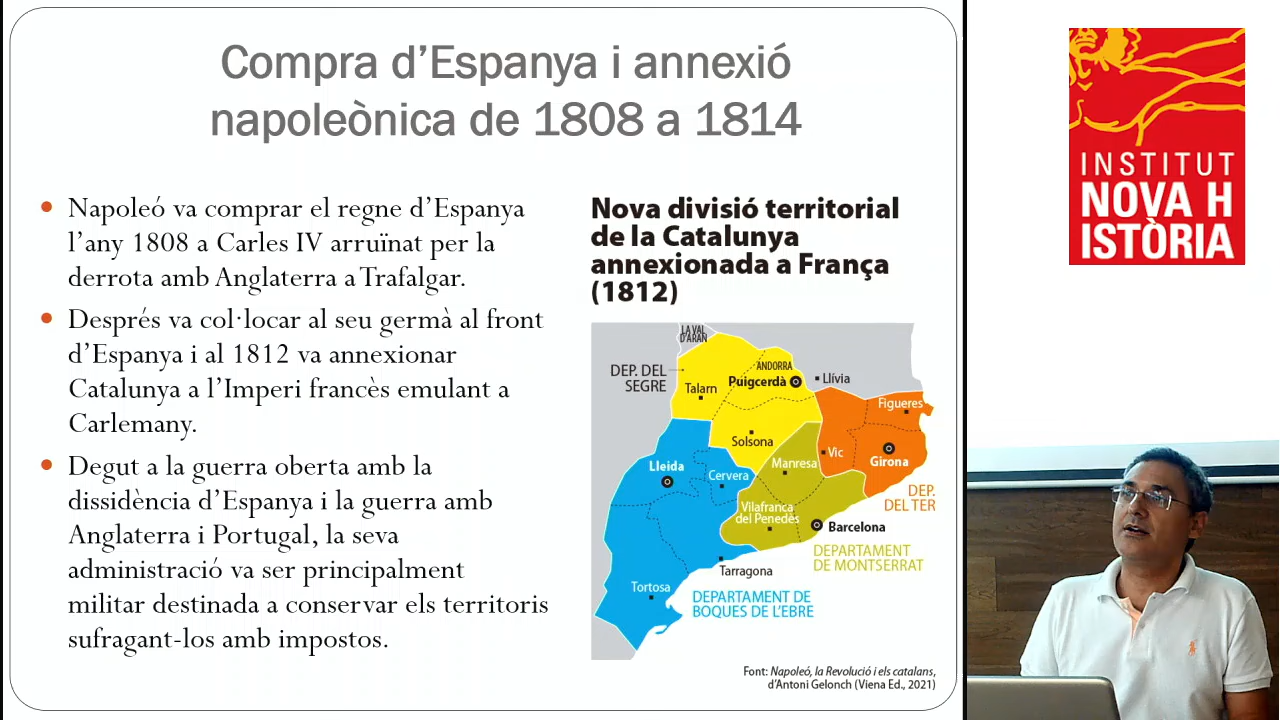 Compra d’Espanya i annexió
napoleònica de 1808 a 1814
Napoleó va comprar el regne d’Espanya
l’any 1808 a Carles IV arruïnat per la
derrota amb Anglaterra a Trafalgar.
Després va col·locar al seu germà al front
d’Espanya i al 1812 va annexionar
Catalunya a l’Imperi francès emulant a
Carlemany.
Degut a la guerra oberta amb la
dissidència d’Espanya i la guerra amb
Anglaterra i Portugal, la seva
administració va ser principalment
militar destinada a conservar els territoris
sufragant-los amb impostos.
Nova divisió territorial
de la Catalunya
annexionada a França
(1812)
LA VAL
D’ARAN
DEP. DEL
SEGRE
ANDORRA
Puigcerdà
Llívia
Talarn
Figueres
Solsona
Vic
Girona
Lleida
Manresa
Cervera
DEP.
DEL TER
Vilafranca
del Penedès
Barcelona
DEPARTAMENT
DE MONTSERRAT
Tarragona
Tortosa
DEPARTAMENT DE
BOQUES DE L’EBRE
Font: Napoleó, la Revolució i els catalans,
d’Antoni Gelonch (Viena Ed., 2021)
INSTITUT
NOVA H
ISTÒRIA